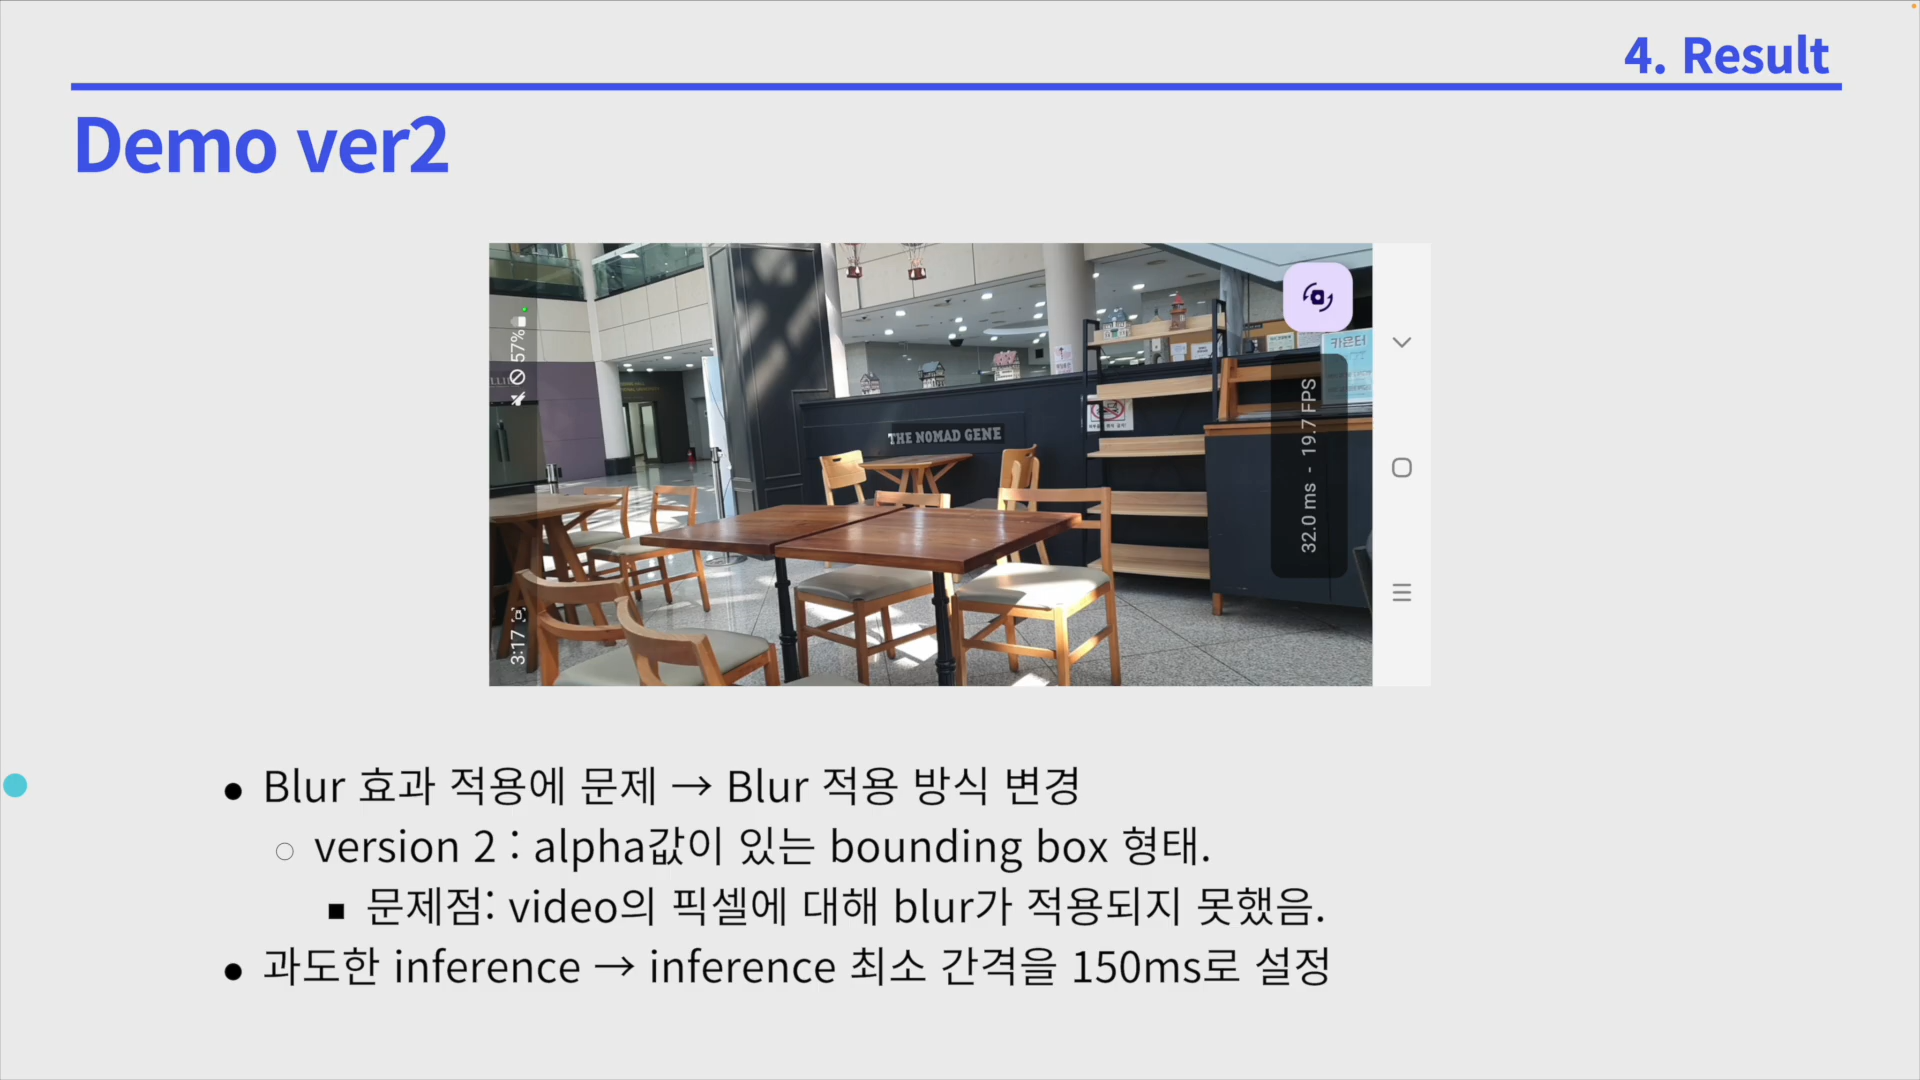 4. Result
Demo ver2
57%
THE NOMAD GENE
카운터
32.0 ms - 19.7 FPS
3:17
● Blur 효과 적용에 문제 → Blur 적용 방식 변경
○ version 2 : alpha값이 있는 bounding box 형태.
■ 문제점: video의 픽셀에 대해 blur가 적용되지 못했음.
● 과도한 inference → inference 최소 간격을 150ms로 설정